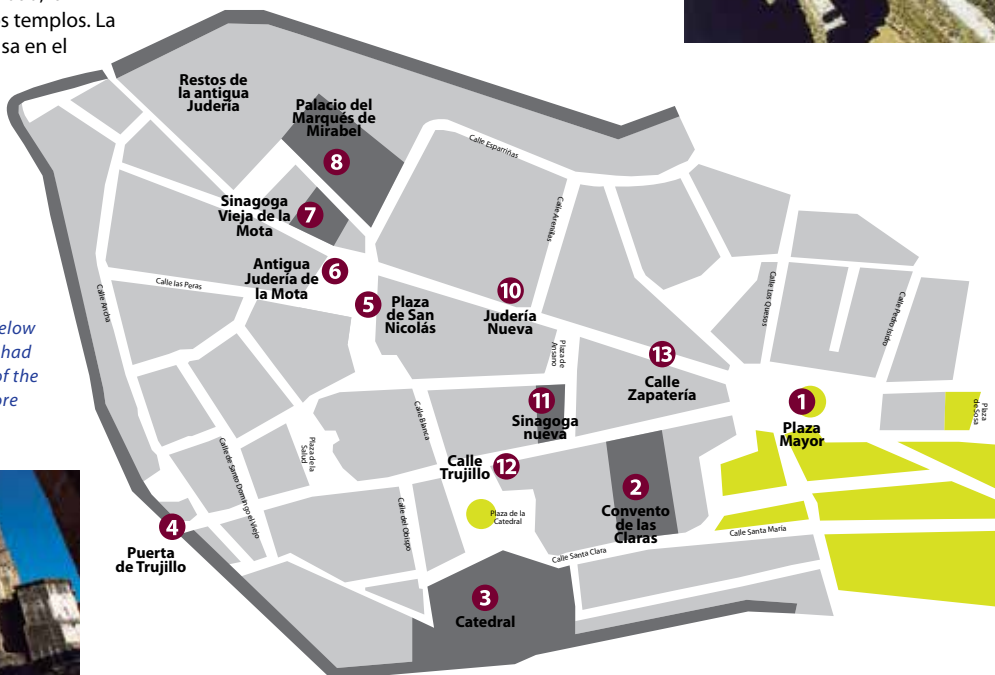 os templos. La
sa en el
Restos de
la antigua
Judería
Palacio del
Marqués de
Mirabel
8
Calle Esparrillas
Sinagoga
Vieja de la
Mota
7
Calle Arenillas
Antigua
Judería de
la Mota
6
Calle las Peras
Calle Ancha
5
Plaza
de San
Nicolás
10
Judería
Nueva
Calle Los Quesos
Calle Pedro Isidro
elow
had
of the
ore
Plaza de
Ansano
13
Calle
Zapatería
1
Plaza
Mayor
Plaza
de Sosa
11
Sinagoga
nueva
Calle Blanca
Plaza de la
Salud
Calle de Santo Domingo el Viejo
Calle
Trujillo
12
2
Convento
de las
Claras
Calle del Obispo
Plaza de la
Catedral
4
Puerta
de Trujillo
Calle Santa María
Calle Santa Clara
3
Catedral